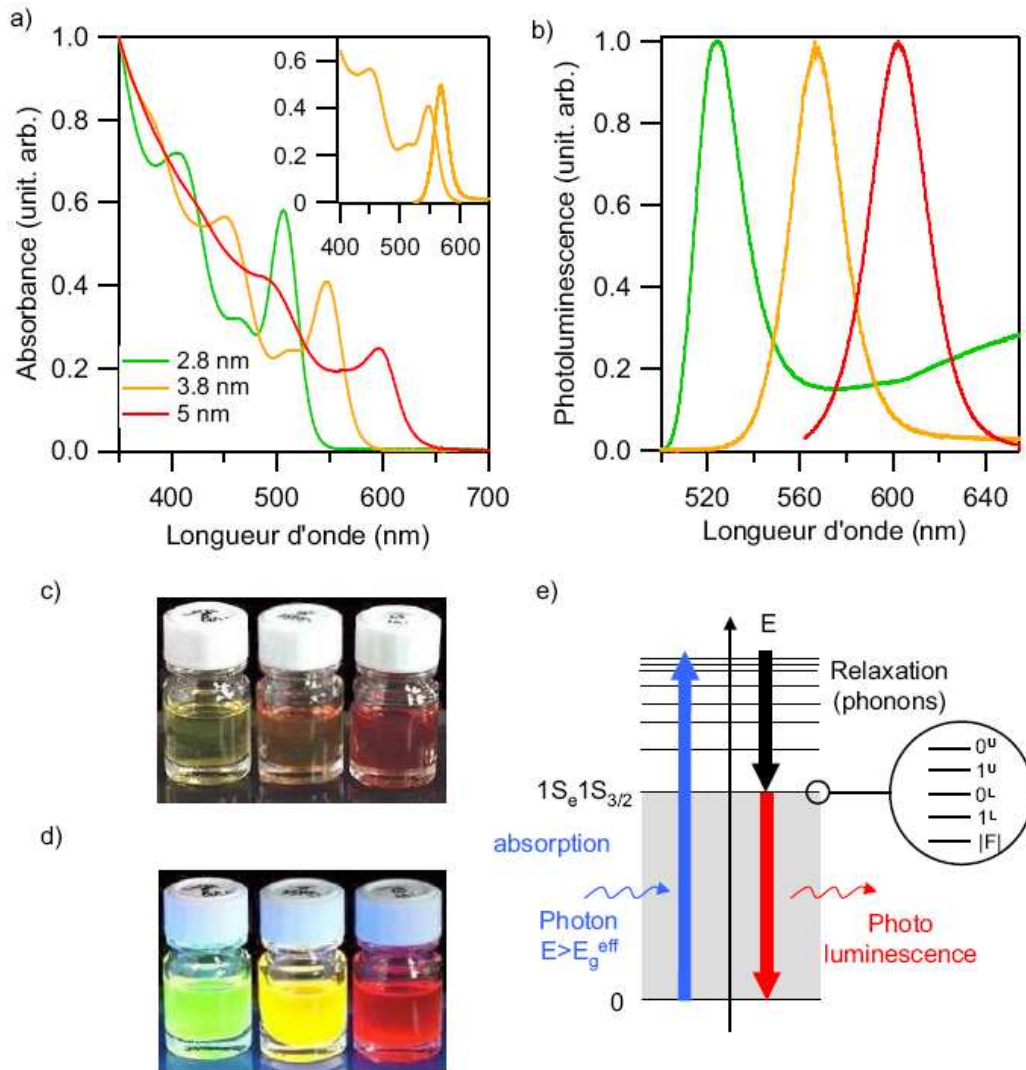 a)
Absorbance (unit. arb.)
1.0
0.8
0.6
0.4
0.2
0.0
400 500 600 700
Longueur d'onde (nm)
2.8 nm
3.8 nm
5 nm
0.6
0.4
0.2
0
400 500 600
b)
Photoluminescence (unit. arb.)
1.0
0.8
0.6
0.4
0.2
0.0
520 560 600 640
Longueur d'onde (nm)
c)
d)
e)
E
Relaxation
(phonons)
0ᵁ
1ᵁ
0ᴸ
1ᴸ
|F|
1Sₑ1S₃/₂
absorption
Photon
E>E_g^eff
Photo
luminescence
0